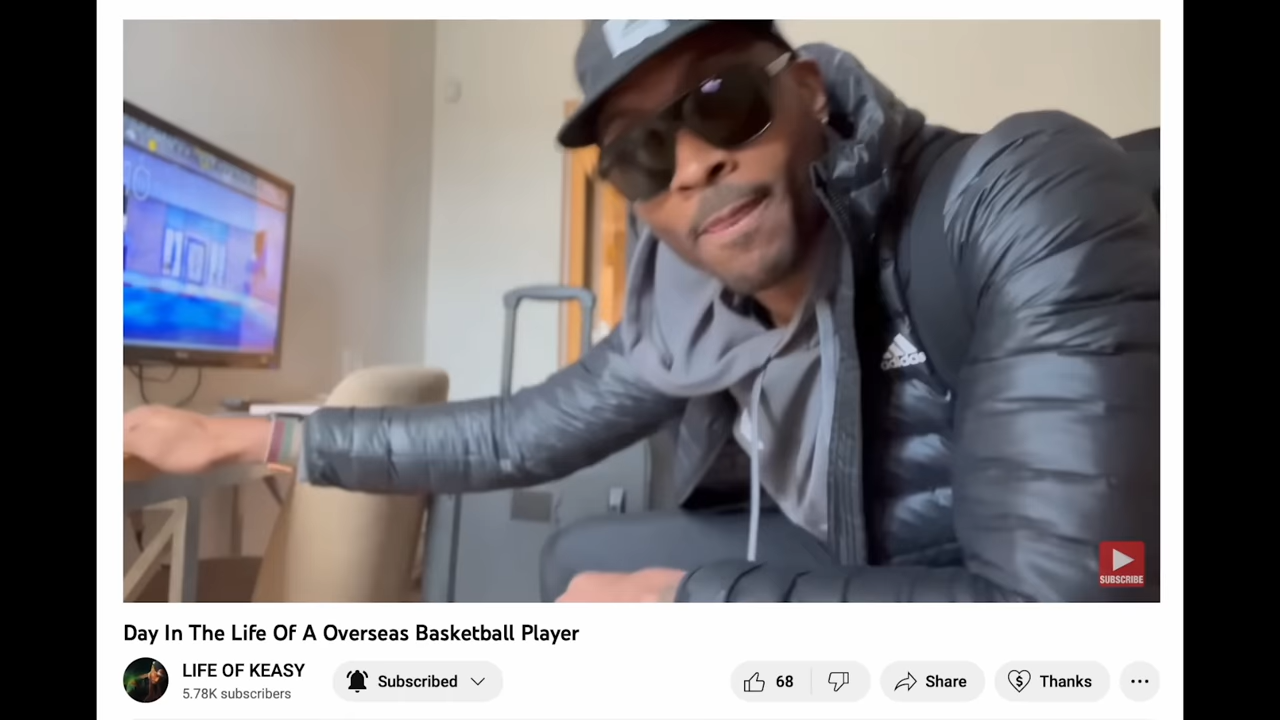 adidas
SUBSCRIBE
Day In The Life Of A Overseas Basketball Player
LIFE OF KEASY
5.78K subscribers
Subscribed
68
Share
Thanks